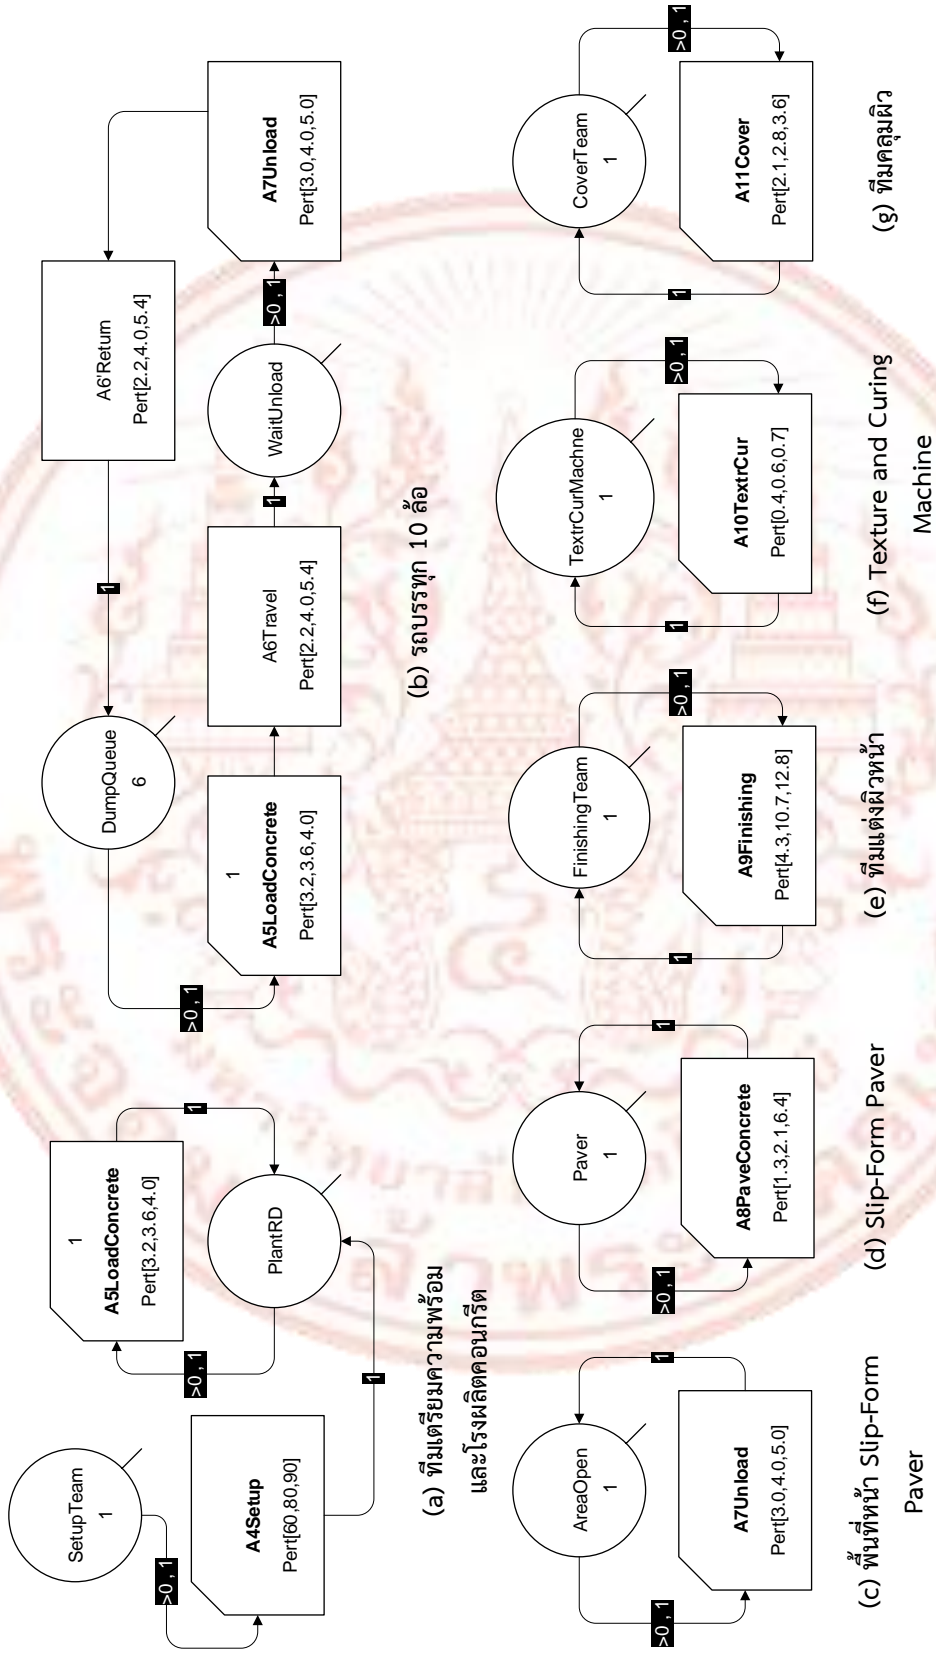 SetupTeam
1
>0 , 1
A4Setup
Pert[60,80,90]
1
1
A5LoadConcrete
Pert[3.2,3.6,4.0]
>0 , 1
1
PlantRD
(a) ทีมเตรียมความพร้อม
และโรงผลิตคอนกรีต
DumpQueue
6
>0 , 1
1
A5LoadConcrete
Pert[3.2,3.6,4.0]
A6Travel
Pert[2.2,4.0,5.4]
1
WaitUnload
>0 , 1
A7Unload
Pert[3.0,4.0,5.0]
A6'Return
Pert[2.2,4.0,5.4]
1
(b) รถบรรทุก 10 ล้อ
AreaOpen
1
>0 , 1
1
A7Unload
Pert[3.0,4.0,5.0]
(c) พื้นที่หน้า Slip-Form
Paver
Paver
1
>0 , 1
1
A8PaveConcrete
Pert[1.3,2.1,6.4]
(d) Slip-Form Paver
FinishingTeam
1
1
>0 , 1
A9Finishing
Pert[4.3,10.7,12.8]
(e) ทีมแต่งผิวหน้า
TextrCurMachne
1
1
>0 , 1
A10TextrCur
Pert[0.4,0.6,0.7]
(f) Texture and Curing
Machine
CoverTeam
1
1
>0 , 1
A11Cover
Pert[2.1,2.8,3.6]
(g) ทีมคลุมผิว